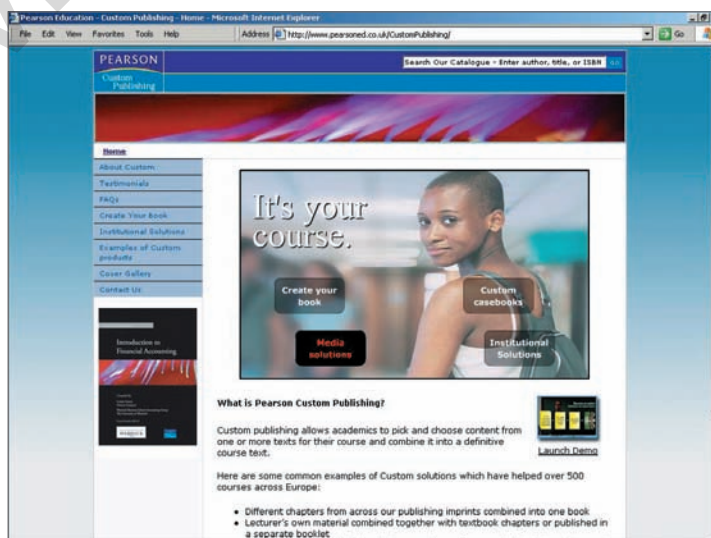 Pearson Education - Custom Publishing - Home - Microsoft Internet Explorer
File Edit View Favorites Tools Help
Address http://www.pearsoned.co.uk/CustomPublishing/
Go
PEARSON
Custom
Publishing
Search Our Catalogue - Enter author, title, or ISBN
GO
Home
About Custom
Testimonials
FAQs
Create Your Book
Institutional Solutions
Examples of Custom
products
Cover Gallery
Contact Us
It's your
course.
Create your
book
Custom
casebooks
Media
solutions
Institutional
Solutions
Introduction to
Financial Accounting
What is Pearson Custom Publishing?
Custom publishing allows academics to pick and choose content from
one or more texts for their course and combine it into a definitive
course text.
Launch Demo
Here are some common examples of Custom solutions which have helped over 500
courses across Europe:
• Different chapters from across our publishing imprints combined into one book
• Lecturer's own material combined together with textbook chapters or published in
a separate booklet